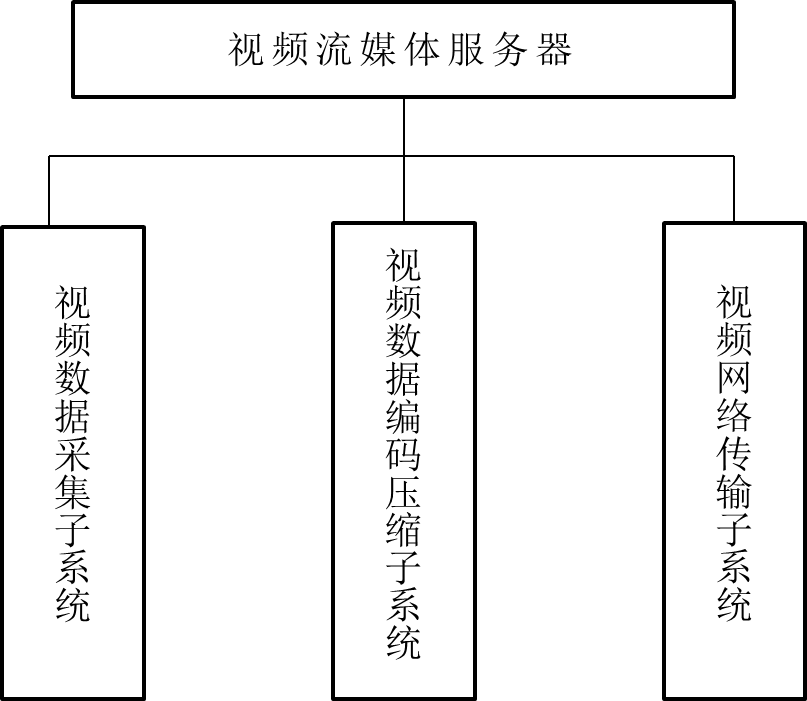 视频流媒体服务器
视频数据采集子系统
视频数据编码压缩子系统
视频网络传输子系统